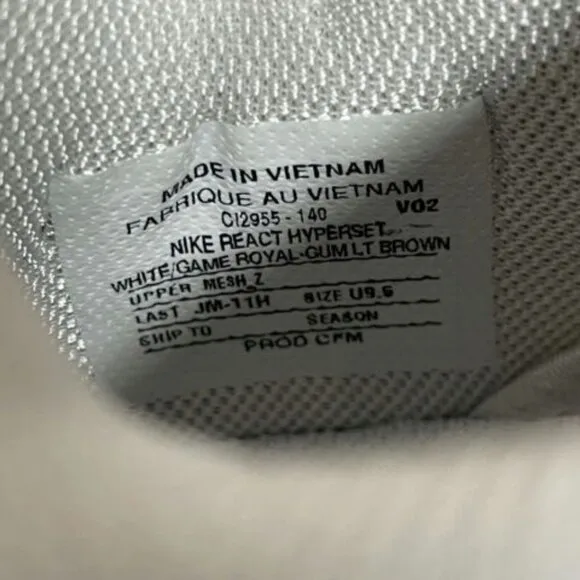 MADE IN VIETNAM
FABRIQUE AU VIETNAM
CI2955-140 V02
NIKE REACT HYPERSET
WHITE/GAME ROYAL-GUM LT BROWN
UPPER MESH_Z
LAST JM-11H SIZE U9.5
SHIP TO SEASON
PROD CFM